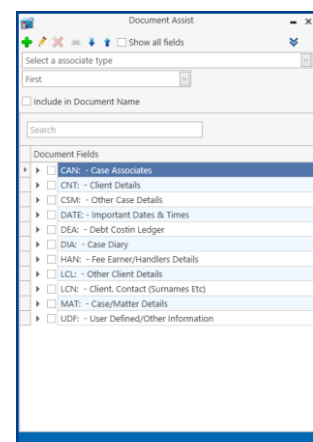 Document Assist
Show all fields
Select a associate type
First
Include in Document Name
Search
Document Fields
CAN: - Case Associates
CNT: - Client Details
CSM: - Other Case Details
DATE: - Important Dates & Times
DEA: - Debt Costin Ledger
DIA: - Case Diary
HAN: - Fee Earner/Handlers Details
LCL: - Other Client Details
LCN: - Client. Contact (Surnames Etc)
MAT: - Case/Matter Details
UDF: - User Defined/Other Information